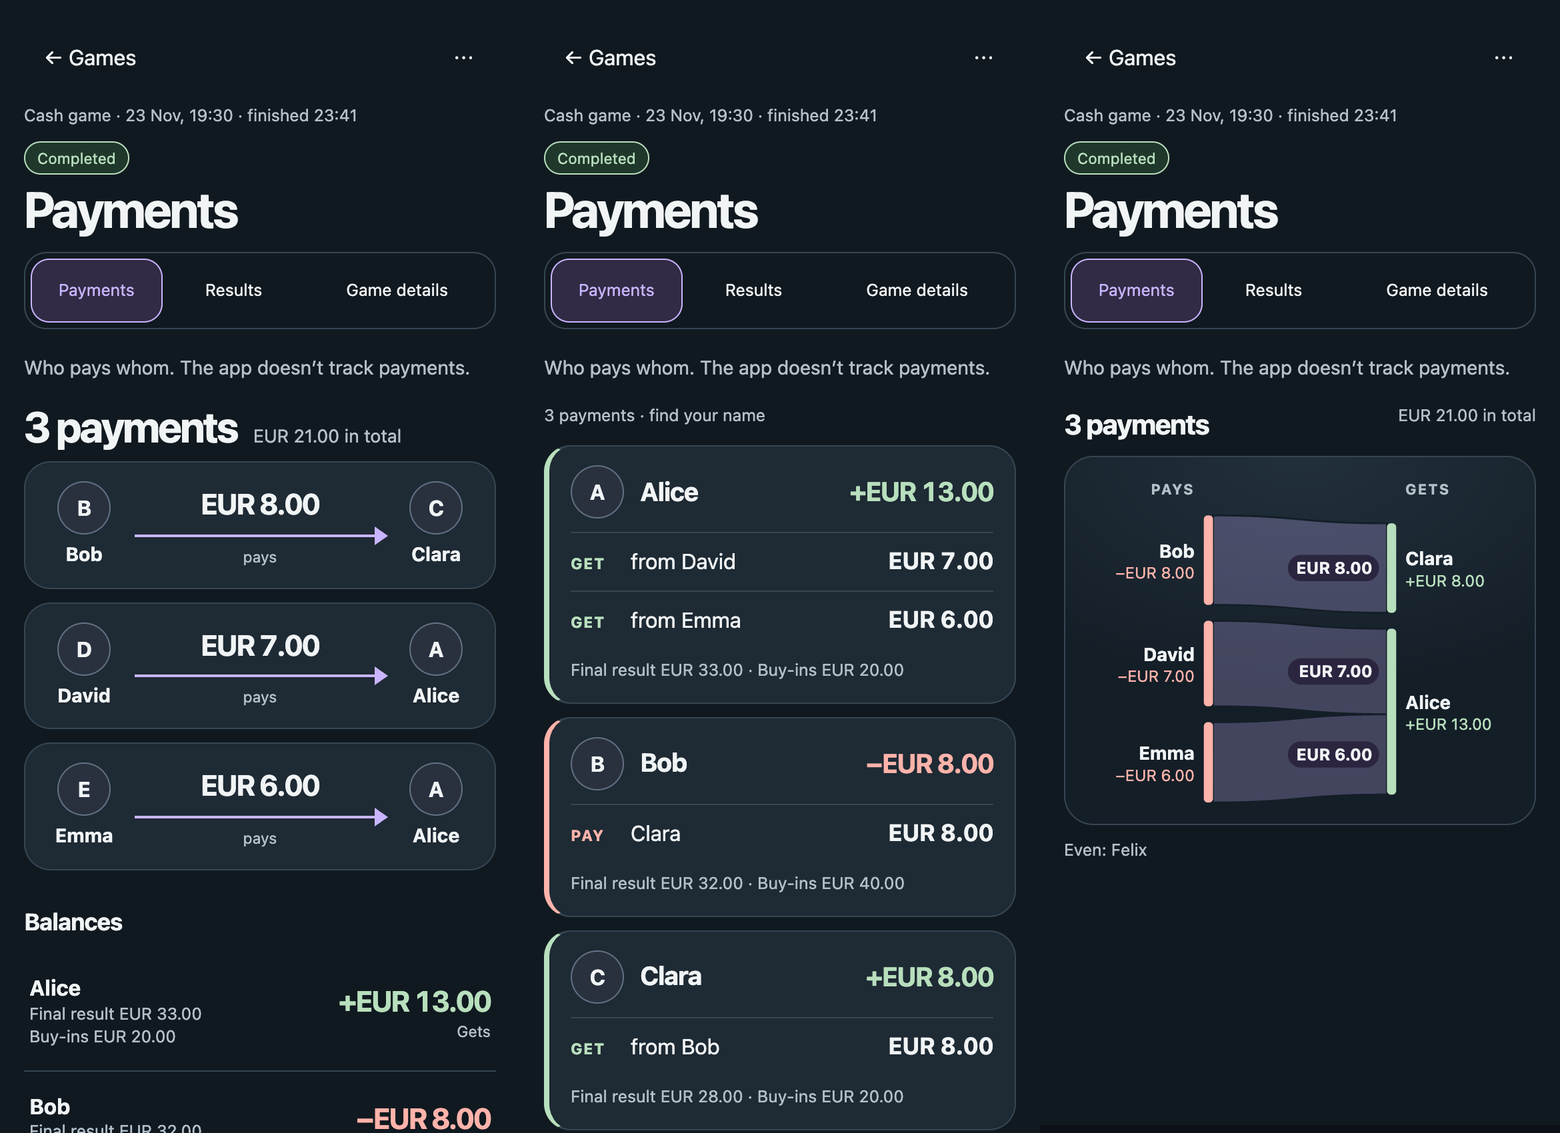 ← Games ...
Cash game · 23 Nov, 19:30 · finished 23:41
Completed
Payments
Payments Results Game details
Who pays whom. The app doesn’t track payments.
3 payments EUR 21.00 in total
B EUR 8.00 C
Bob pays Clara
D EUR 7.00 A
David pays Alice
E EUR 6.00 A
Emma pays Alice
Balances
Alice
Final result EUR 33.00
Buy-ins EUR 20.00
+EUR 13.00
Gets
Bob
Final result EUR 32.00
−EUR 8.00
← Games ...
Cash game · 23 Nov, 19:30 · finished 23:41
Completed
Payments
Payments Results Game details
Who pays whom. The app doesn’t track payments.
3 payments · find your name
A Alice +EUR 13.00
GET from David EUR 7.00
GET from Emma EUR 6.00
Final result EUR 33.00 · Buy-ins EUR 20.00
B Bob −EUR 8.00
PAY Clara EUR 8.00
Final result EUR 32.00 · Buy-ins EUR 40.00
C Clara +EUR 8.00
GET from Bob EUR 8.00
Final result EUR 28.00 · Buy-ins EUR 20.00
← Games ...
Cash game · 23 Nov, 19:30 · finished 23:41
Completed
Payments
Payments Results Game details
Who pays whom. The app doesn’t track payments.
3 payments EUR 21.00 in total
PAYS GETS
Bob
−EUR 8.00
EUR 8.00
Clara
+EUR 8.00
David
−EUR 7.00
EUR 7.00
Alice
+EUR 13.00
Emma
−EUR 6.00
EUR 6.00
Even: Felix